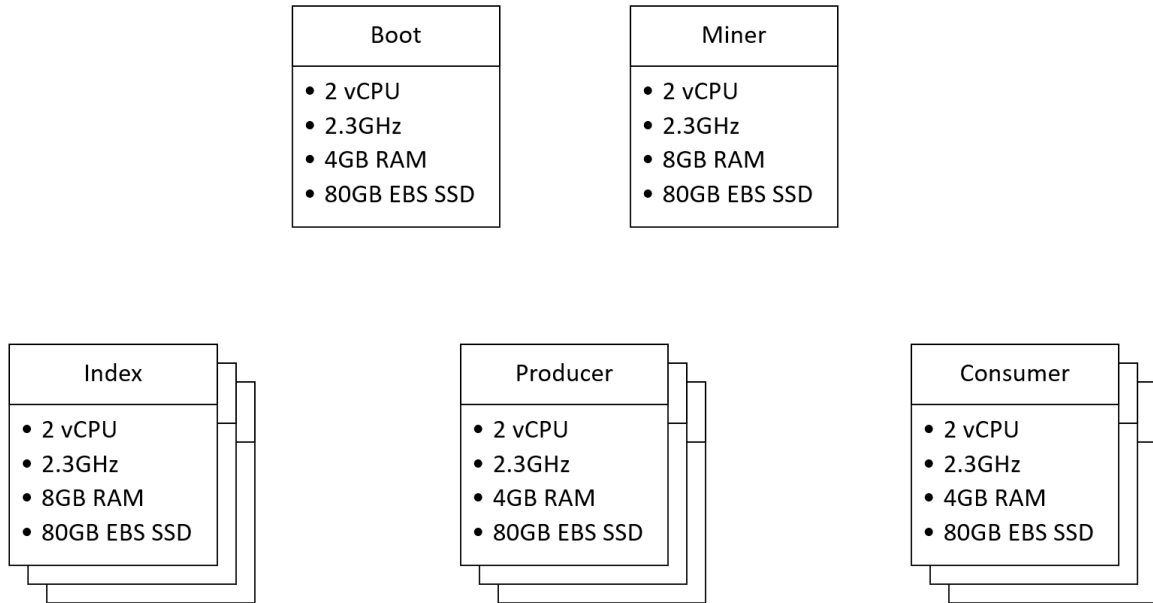 Boot
• 2 vCPU
• 2.3GHz
• 4GB RAM
• 80GB EBS SSD
Miner
• 2 vCPU
• 2.3GHz
• 8GB RAM
• 80GB EBS SSD
Index
• 2 vCPU
• 2.3GHz
• 8GB RAM
• 80GB EBS SSD
Producer
• 2 vCPU
• 2.3GHz
• 4GB RAM
• 80GB EBS SSD
Consumer
• 2 vCPU
• 2.3GHz
• 4GB RAM
• 80GB EBS SSD